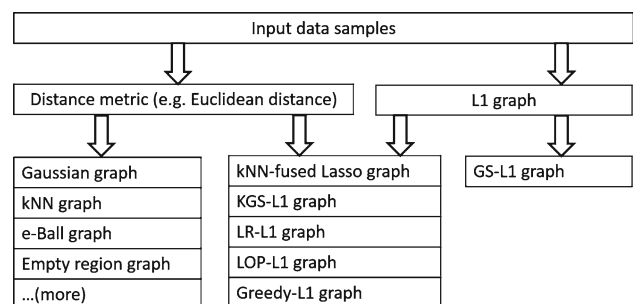 Input data samples
Distance metric (e.g. Euclidean distance)
L1 graph
Gaussian graph
kNN graph
e-Ball graph
Empty region graph
...(more)
kNN-fused Lasso graph
KGS-L1 graph
LR-L1 graph
LOP-L1 graph
Greedy-L1 graph
GS-L1 graph